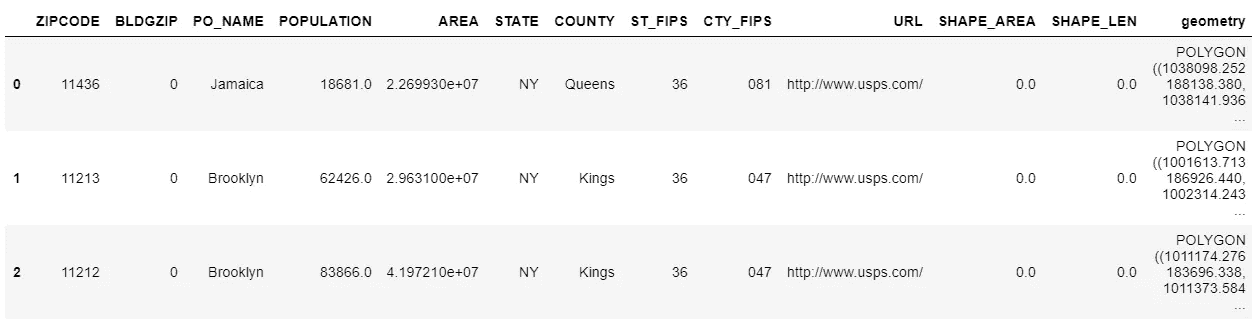 ZIPCODE BLDGZIP PO_NAME POPULATION AREA STATE COUNTY ST_FIPS CTY_FIPS URL SHAPE_AREA SHAPE_LEN geometry
POLYGON
((1038098.252
0 11436 0 Jamaica 18681.0 2.269930e+07 NY Queens 36 081 http://www.usps.com/ 0.0 0.0 188138.380,
1038141.936
...
POLYGON
((1001613.713
1 11213 0 Brooklyn 62426.0 2.963100e+07 NY Kings 36 047 http://www.usps.com/ 0.0 0.0 186926.440,
1002314.243
...
POLYGON
((1011174.276
2 11212 0 Brooklyn 83866.0 4.197210e+07 NY Kings 36 047 http://www.usps.com/ 0.0 0.0 183696.338,
1011373.584
...